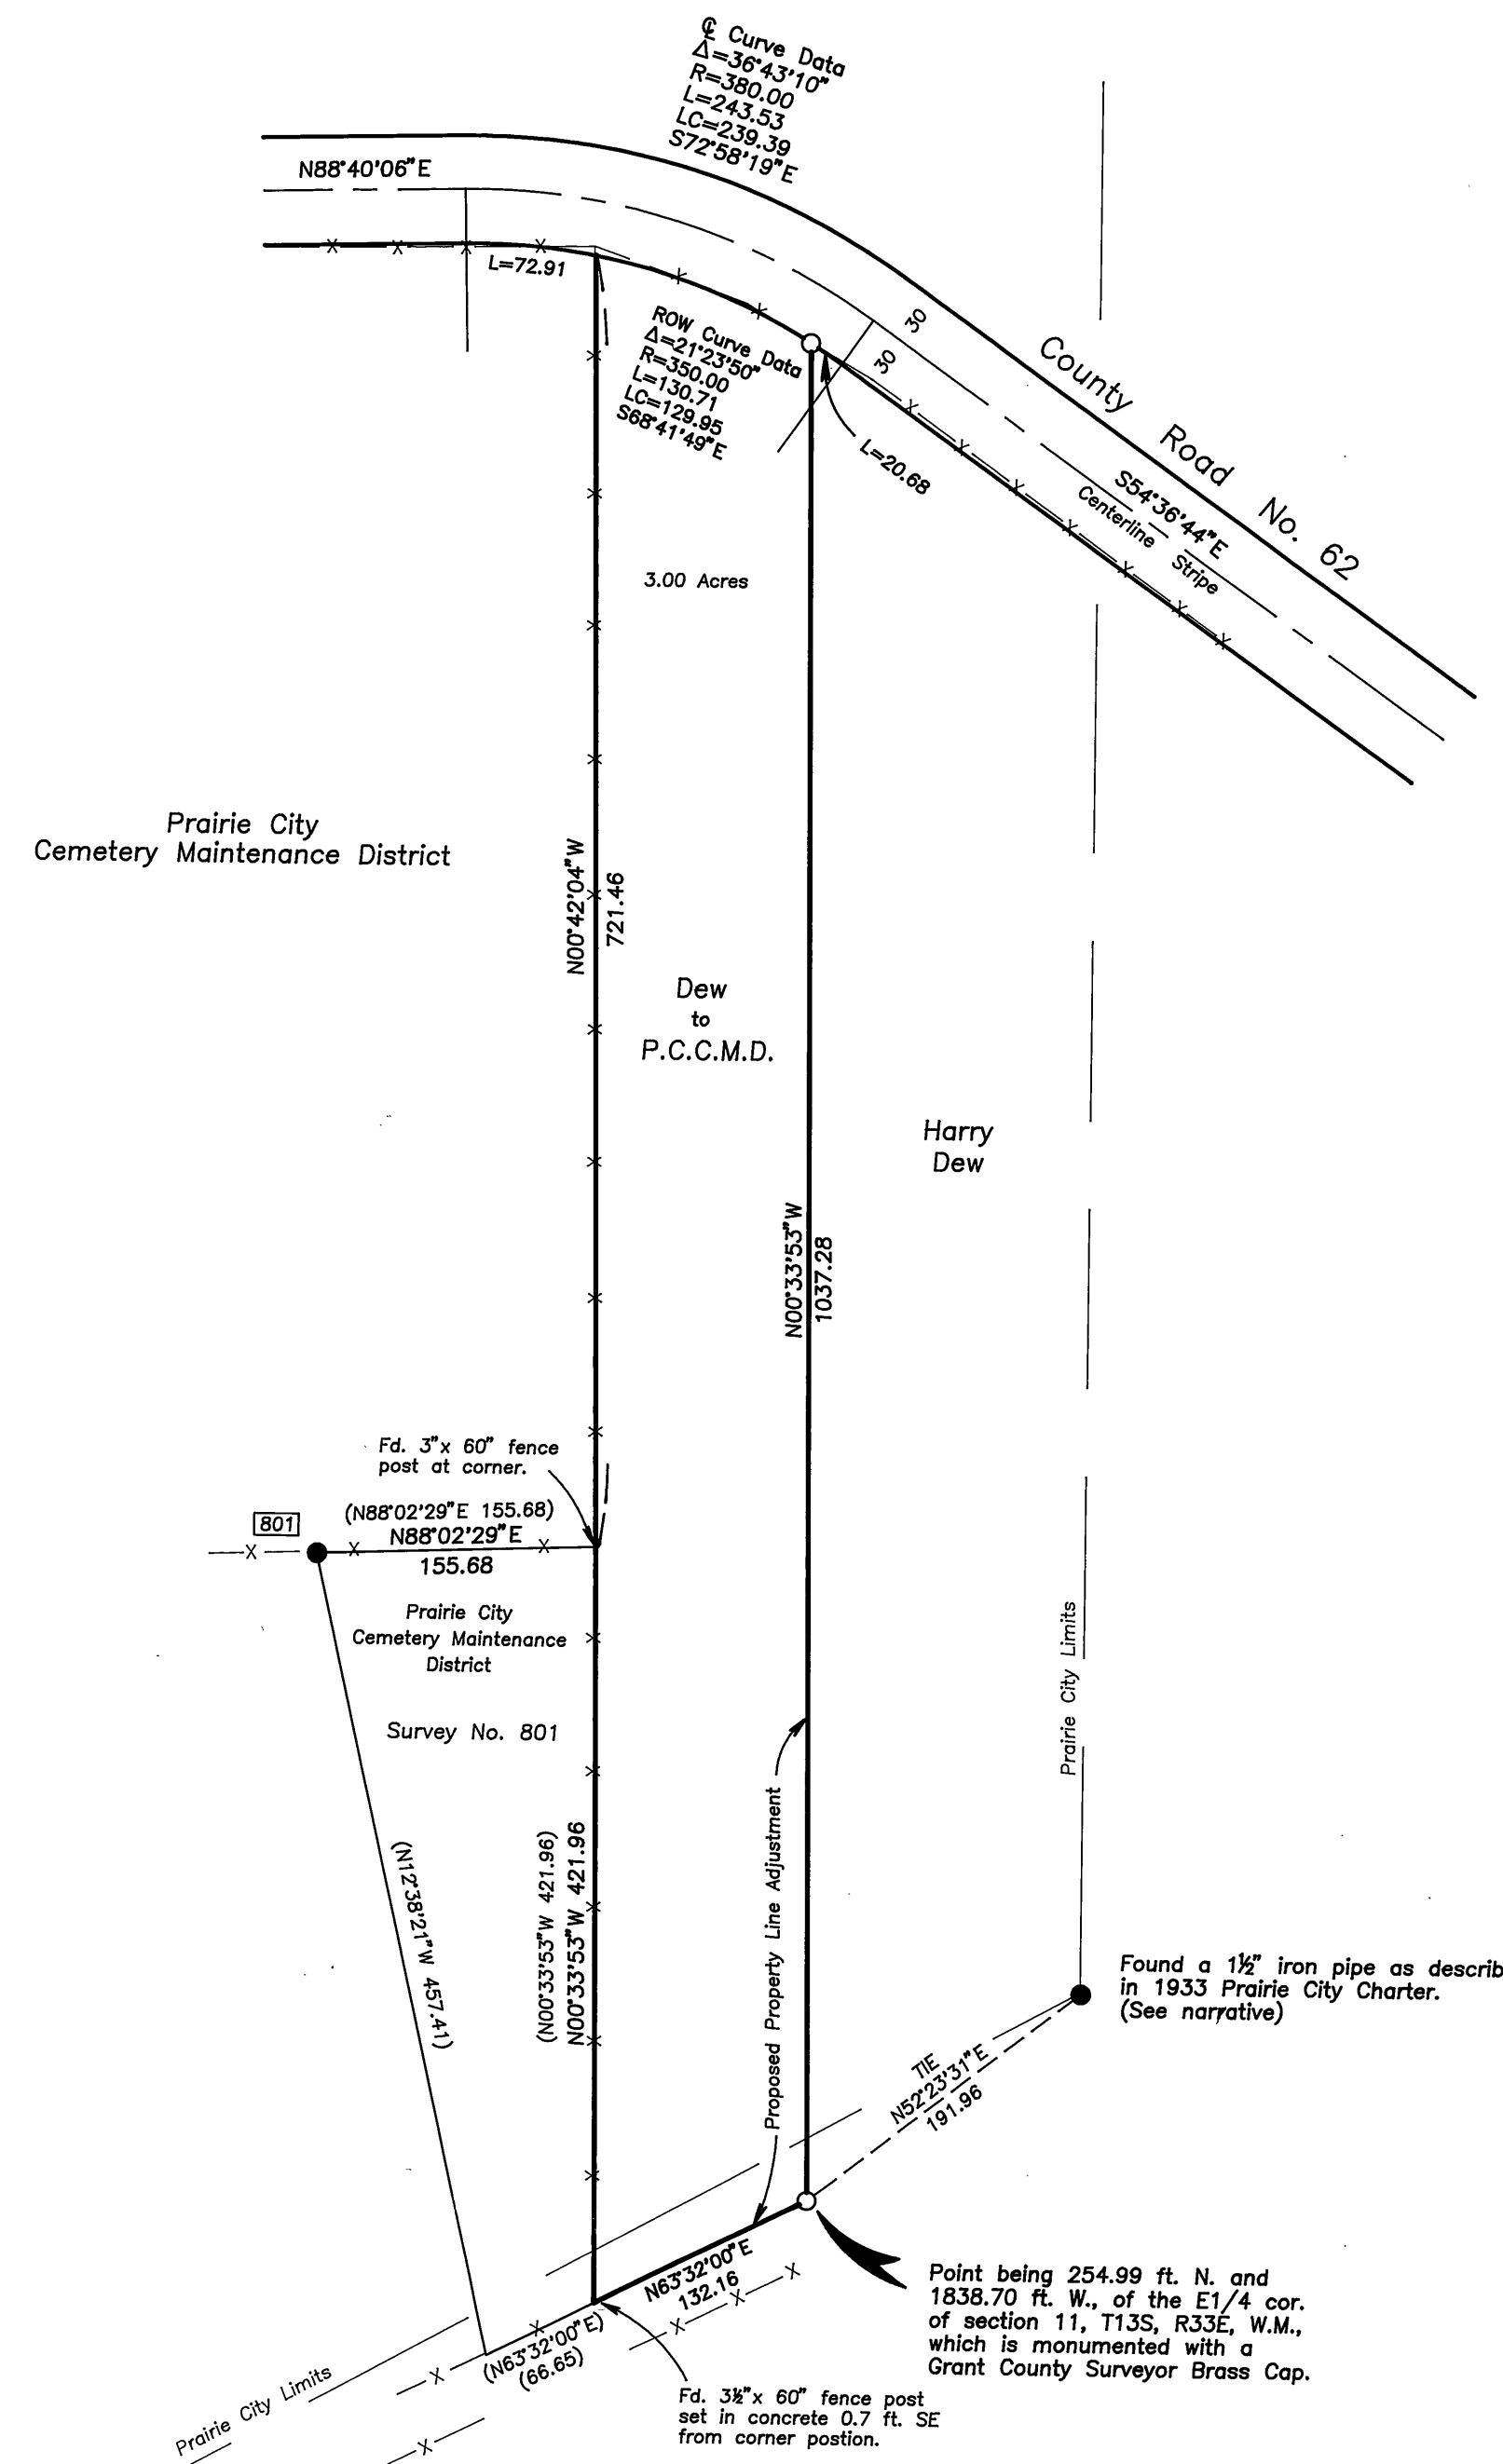 ℄ Curve Data
Δ=36°43'10"
R=380.00
L=243.53
LC=239.39
S72°58'19"E
N88°40'06"E
L=72.91
ROW Curve Data
Δ=21°23'50"
R=350.00
L=130.71
LC=129.95
S68°41'49"E
30
30
County Road No. 62
L=20.68
S54°36'44"E
Centerline Stripe
3.00 Acres
Prairie City
Cemetery Maintenance District
N00°42'04"W
721.46
Dew
to
P.C.C.M.D.
Harry
Dew
N00°33'53"W
1037.28
Fd. 3"x 60" fence
post at corner.
(N88°02'29"E 155.68)
801
N88°02'29"E
155.68
Prairie City
Cemetery Maintenance
District
Survey No. 801
Prairie City Limits
(N12°38'21"W 457.41)
(N00°33'53"W 421.96)
N00°33'53"W 421.96
Proposed Property Line Adjustment
Found a 1½" iron pipe as describ
in 1933 Prairie City Charter.
(See narrative)
TIE
N52°23'31"E
191.96
N63°32'00"E
132.16
(N63°32'00"E)
(66.65)
Point being 254.99 ft. N. and
1838.70 ft. W., of the E1/4 cor.
of section 11, T13S, R33E, W.M.,
which is monumented with a
Grant County Surveyor Brass Cap.
Prairie City Limits
Fd. 3½"x 60" fence post
set in concrete 0.7 ft. SE
from corner postion.